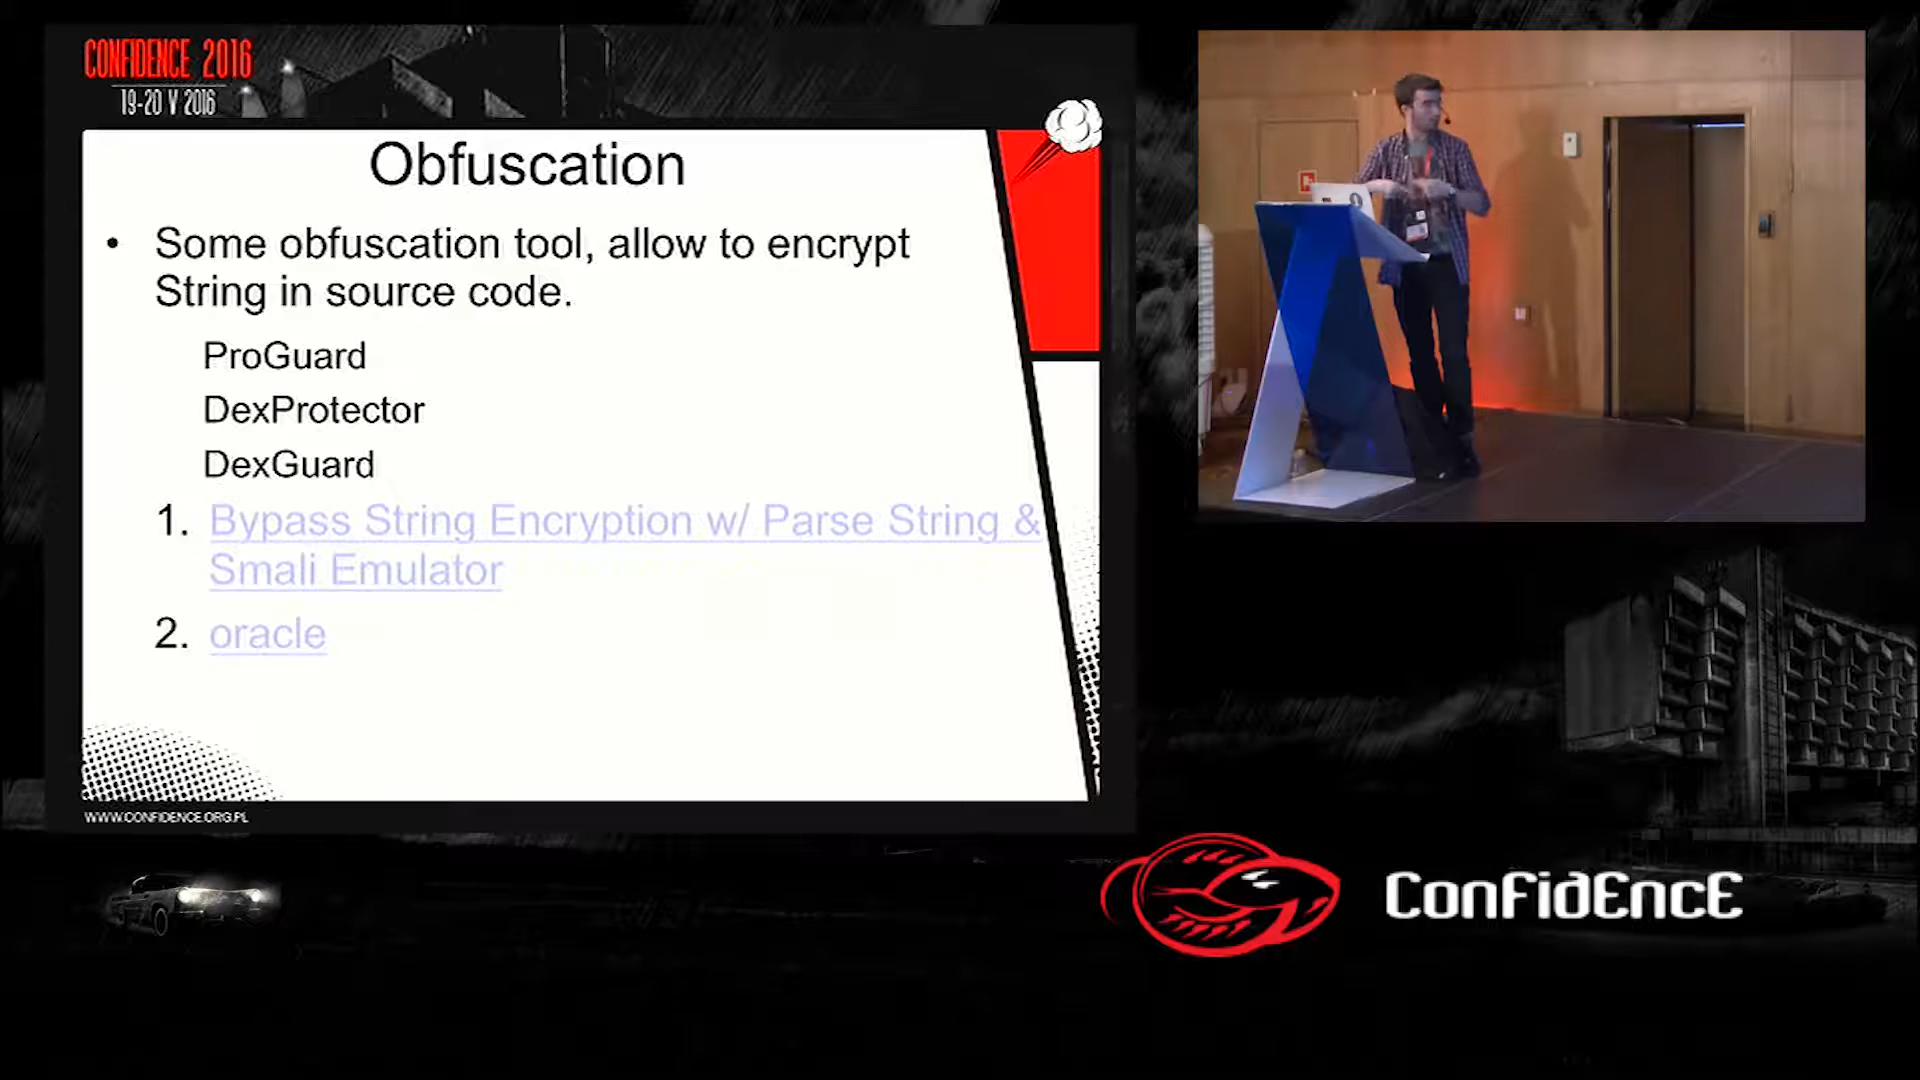 CONFIDENCE 2016
19-20 V 2016
Obfuscation
• Some obfuscation tool, allow to encrypt
String in source code.
ProGuard
DexProtector
DexGuard
1. Bypass String Encryption w/ Parse String &
Smali Emulator
2. oracle
WWW.CONFIDENCE.ORG.PL
ConFidEncE